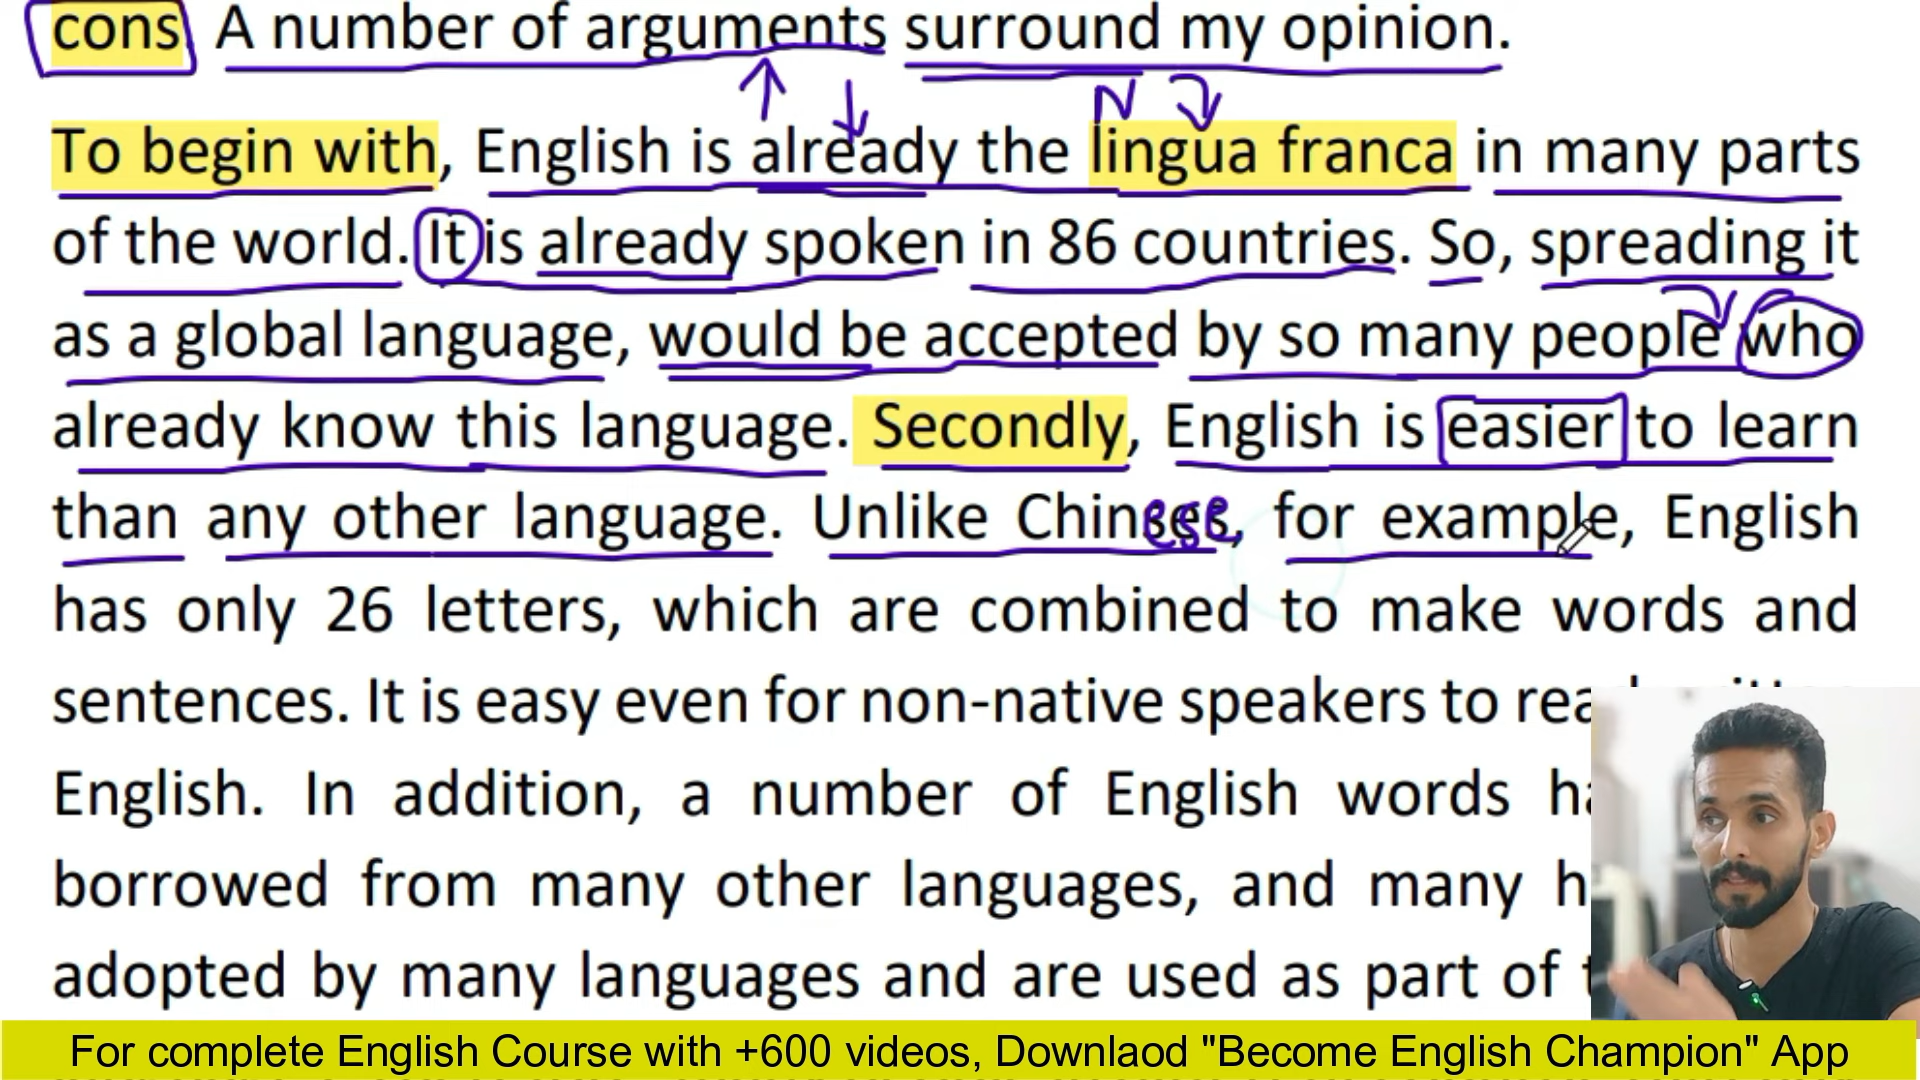 cons. A number of arguments surround my opinion.
N
To begin with, English is already the lingua franca in many parts
of the world. It is already spoken in 86 countries. So, spreading it
as a global language, would be accepted by so many people who
already know this language. Secondly, English is easier to learn
than any other language. Unlike Chinese, for example, English
has only 26 letters, which are combined to make words and
sentences. It is easy even for non-native speakers to
English. In addition, a number of English words
borrowed from many other languages, and many
adopted by many languages and are used as part of
For complete English Course with +600 videos, Downlaod "Become English Champion" App